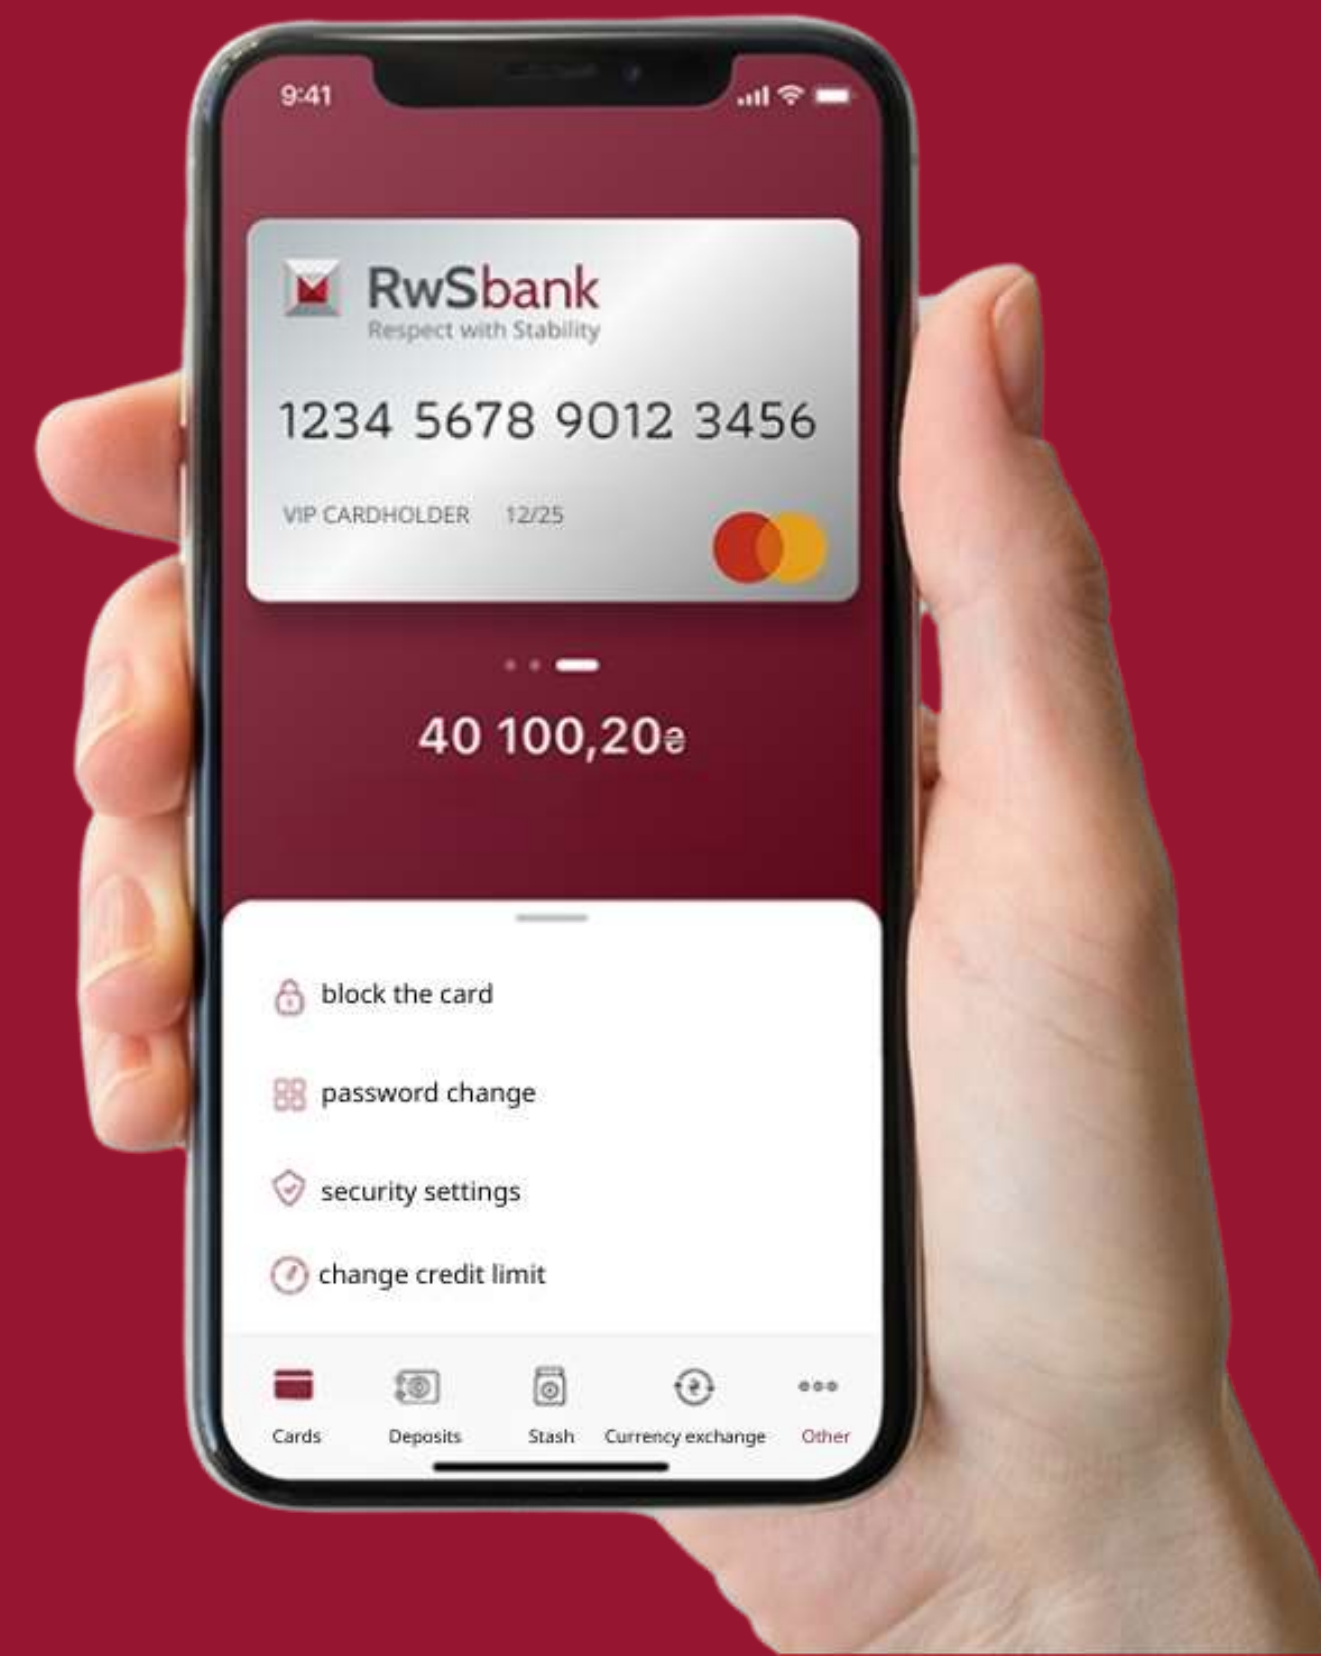 9:41
RwSbank
Respect with Stability
1234 5678 9012 3456
VIP CARDHOLDER 12/25
40 100,20₴
block the card
password change
security settings
change credit limit
Cards Deposits Stash Currency exchange Other